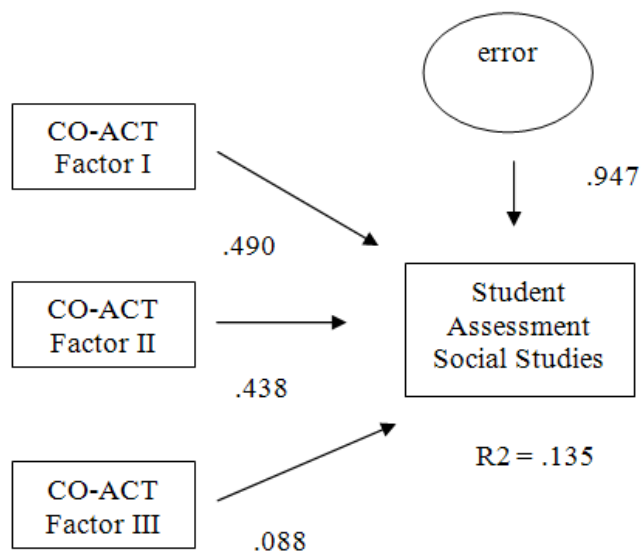 error
CO-ACT
Factor I
.947
.490
CO-ACT
Factor II
Student
Assessment
Social Studies
.438
R2 = .135
CO-ACT
Factor III
.088